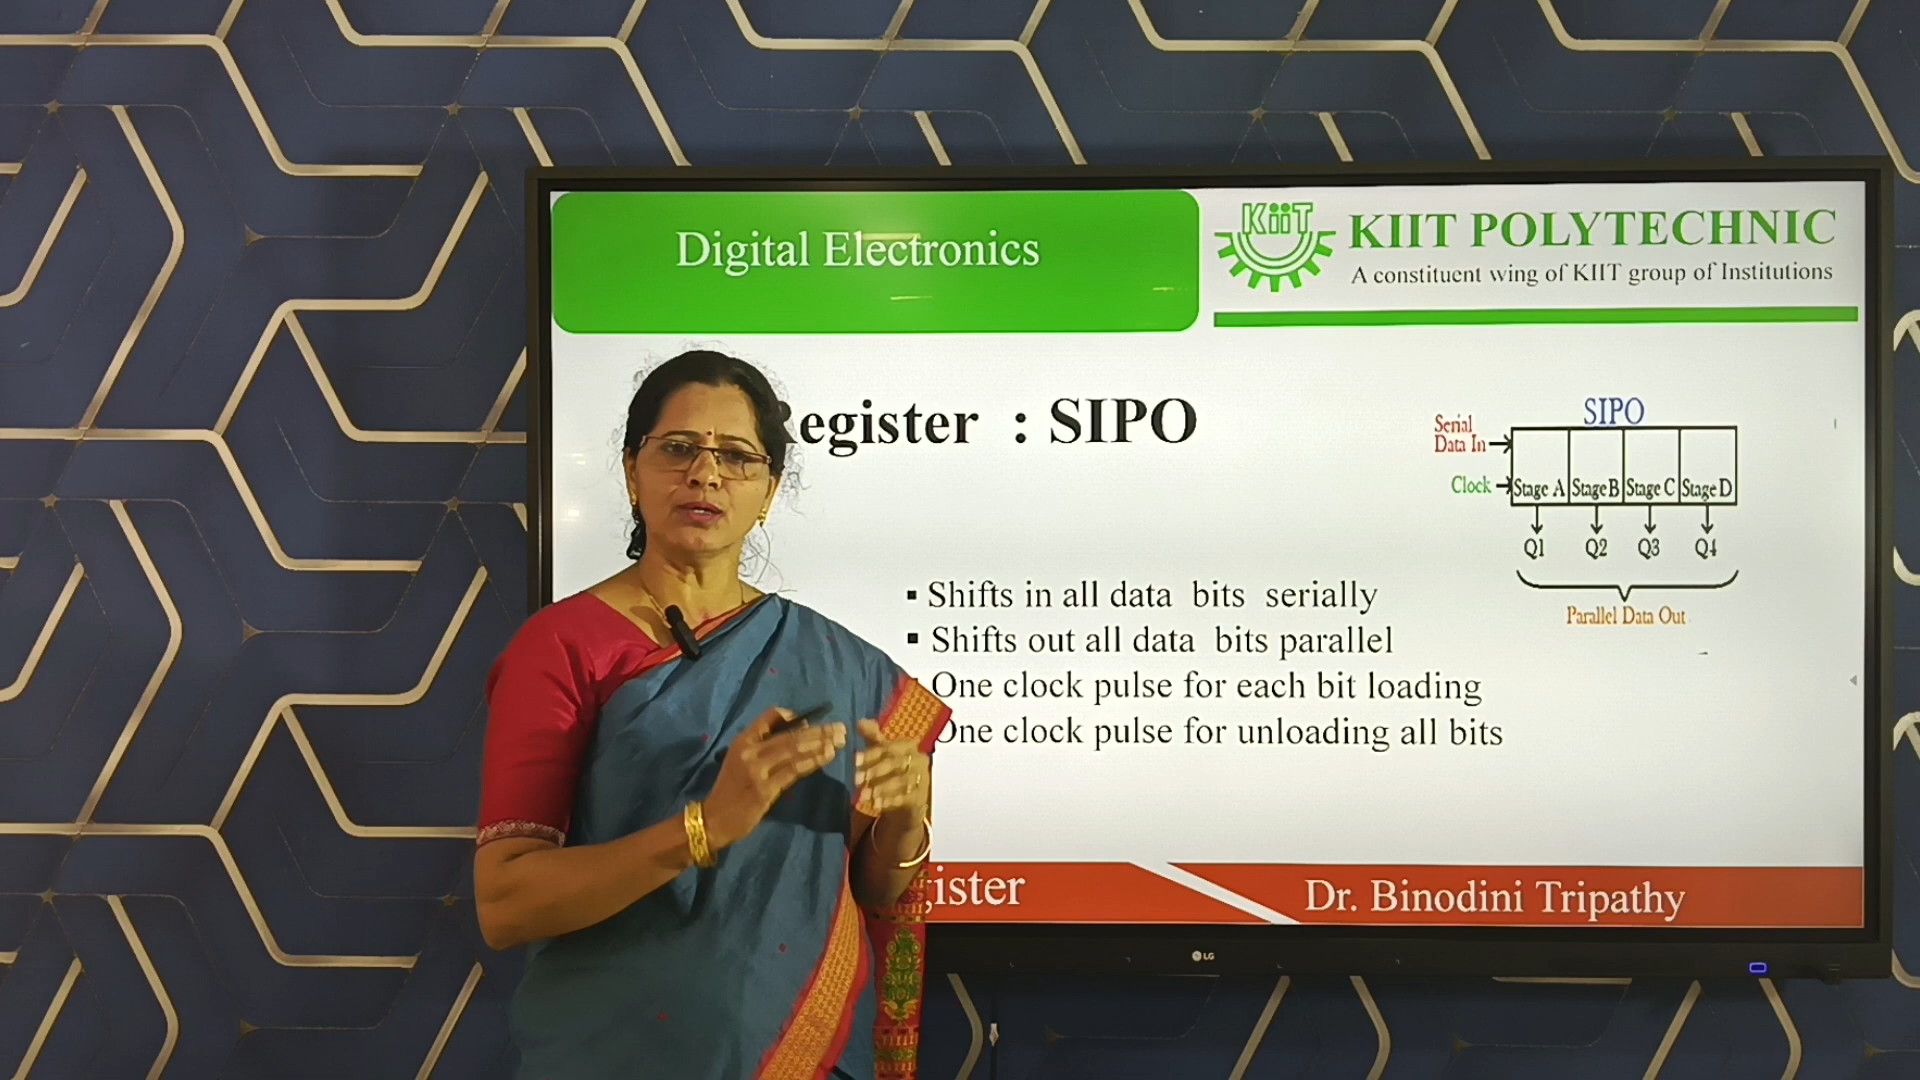 Digital Electronics
KiiT
KIIT POLYTECHNIC
A constituent wing of KIIT group of Institutions
egister : SIPO
SIPO
Serial
Data In
Clock
Stage A Stage B Stage C Stage D
Q1 Q2 Q3 Q4
Parallel Data Out
▪ Shifts in all data bits serially
▪ Shifts out all data bits parallel
One clock pulse for each bit loading
One clock pulse for unloading all bits
gister
Dr. Binodini Tripathy
LG